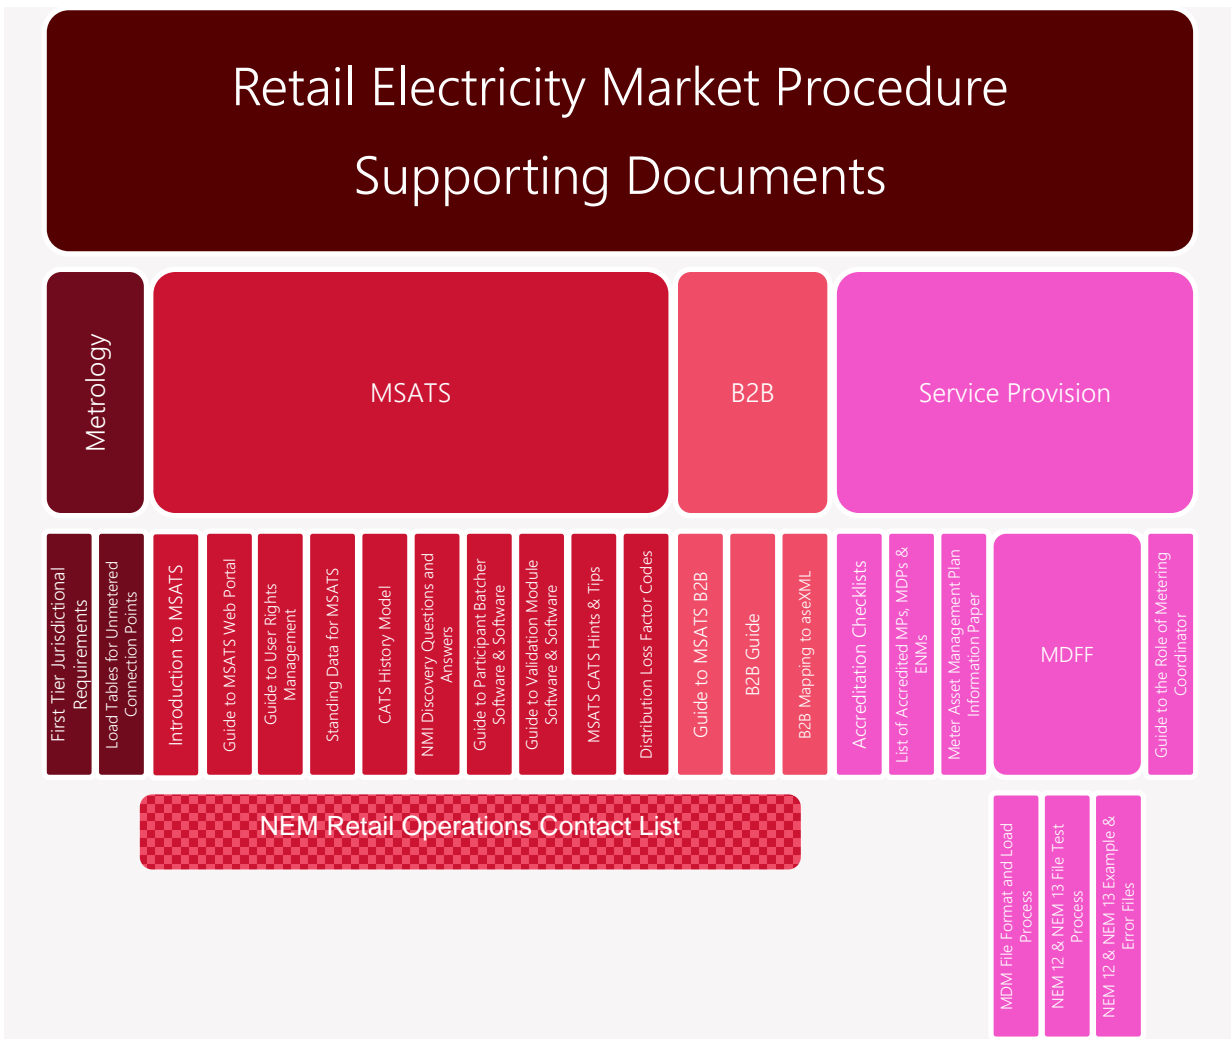 Retail Electricity Market Procedure
Supporting Documents
Metrology
MSATS
B2B
Service Provision
First Tier Jurisdictional
Requirements
Load Tables for Unmetered
Connection Points
Introduction to MSATS
Guide to MSATS Web Portal
Guide to User Rights
Management
Standing Data for MSATS
CATS History Model
NMI Discovery Questions and
Answers
Guide to Participant Batcher
Software & Software
Guide to Validation Module
Software & Software
MSATS CATS Hints & Tips
Distribution Loss Factor Codes
Guide to MSATS B2B
B2B Guide
B2B Mapping to aseXML
Accreditation Checklists
List of Accredited MPs, MDPs &
ENMs
Meter Asset Management Plan
Information Paper
MDFF
Guide to the Role of Metering
Coordinator
NEM Retail Operations Contact List
MDM File Format and Load
Process
NEM 12 & NEM 13 File Test
Process
NEM 12 & NEM 13 Example &
Error Files